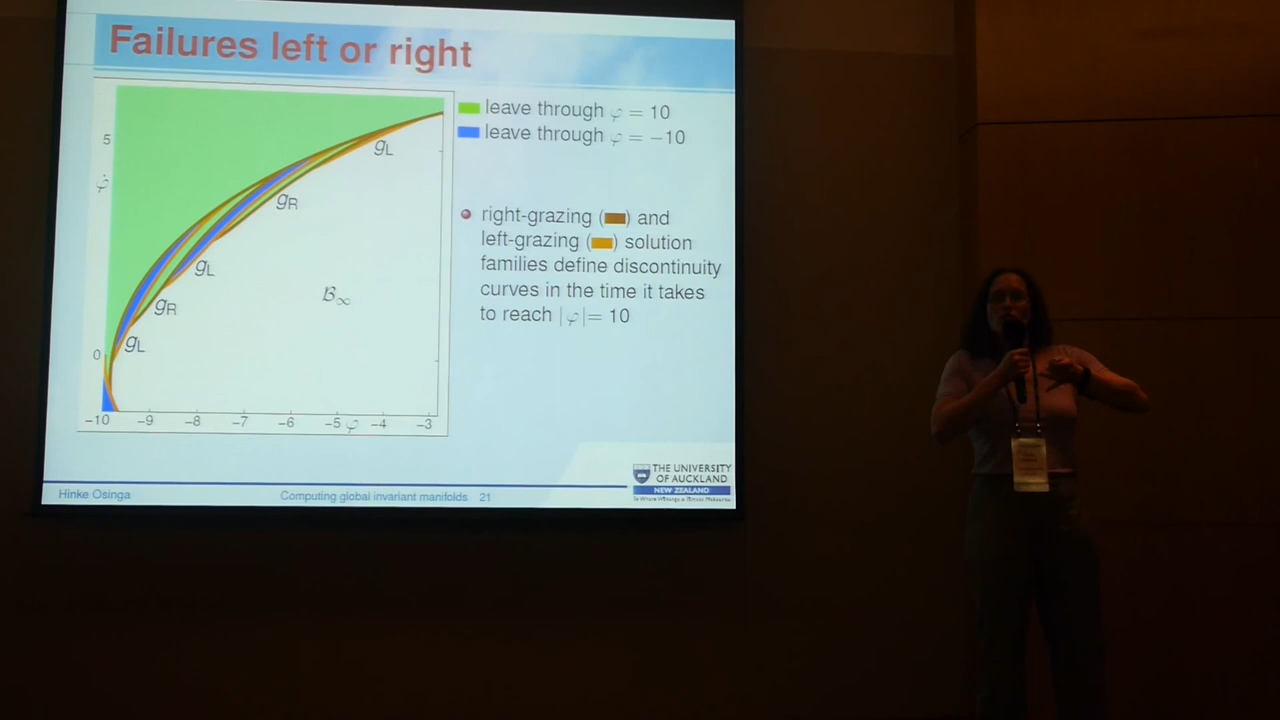 Failures left or right
leave through φ = 10
leave through φ = −10
5
φ̇
0
g_L
g_R
g_L
g_R
g_L
B_∞
−10 −9 −8 −7 −6 −5 φ −4 −3
right-grazing ( ) and
left-grazing ( ) solution
families define discontinuity
curves in the time it takes
to reach |φ|= 10
THE UNIVERSITY
OF AUCKLAND
NEW ZEALAND
Hinke Osinga
Computing global invariant manifolds 21